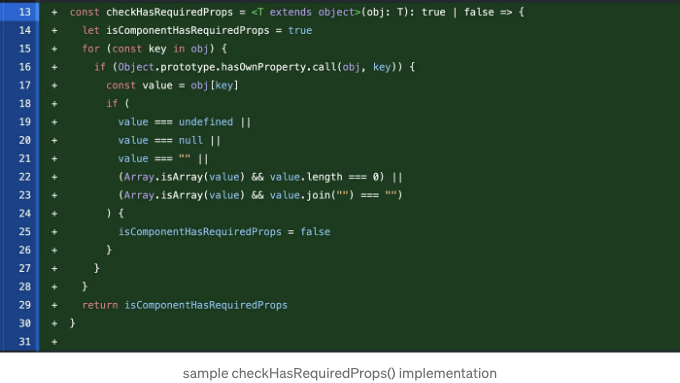 13 + const checkHasRequiredProps = <T extends object>(obj: T): true | false => {
14 + let isComponentHasRequiredProps = true
15 + for (const key in obj) {
16 + if (Object.prototype.hasOwnProperty.call(obj, key)) {
17 + const value = obj[key]
18 + if (
19 + value === undefined ||
20 + value === null ||
21 + value === "" ||
22 + (Array.isArray(value) && value.length === 0) ||
23 + (Array.isArray(value) && value.join("") === "")
24 + ) {
25 + isComponentHasRequiredProps = false
26 + }
27 + }
28 + }
29 + return isComponentHasRequiredProps
30 + }
31 +
sample checkHasRequiredProps() implementation